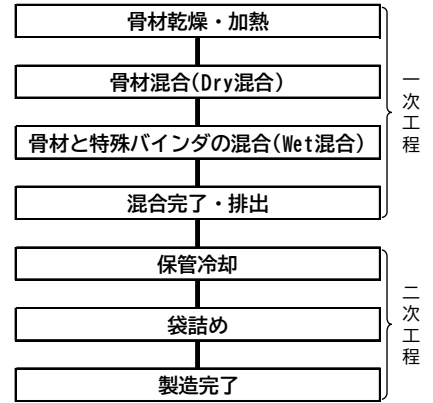 骨材乾燥・加熱
骨材混合(Dry混合)
骨材と特殊バインダの混合(Wet混合)
混合完了・排出
一次工程
保管冷却
袋詰め
製造完了
二次工程